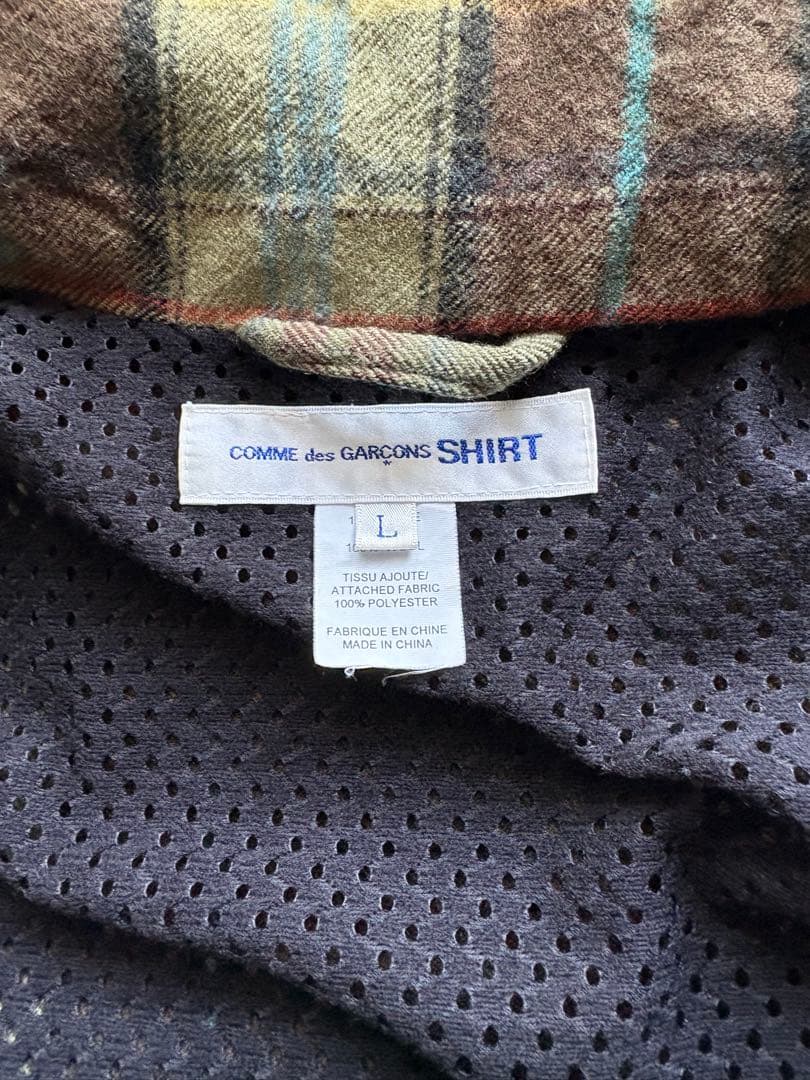 COMME des GARÇONS SHIRT
L
TISSU AJOUTE/
ATTACHED FABRIC
100% POLYESTER
FABRIQUE EN CHINE
MADE IN CHINA